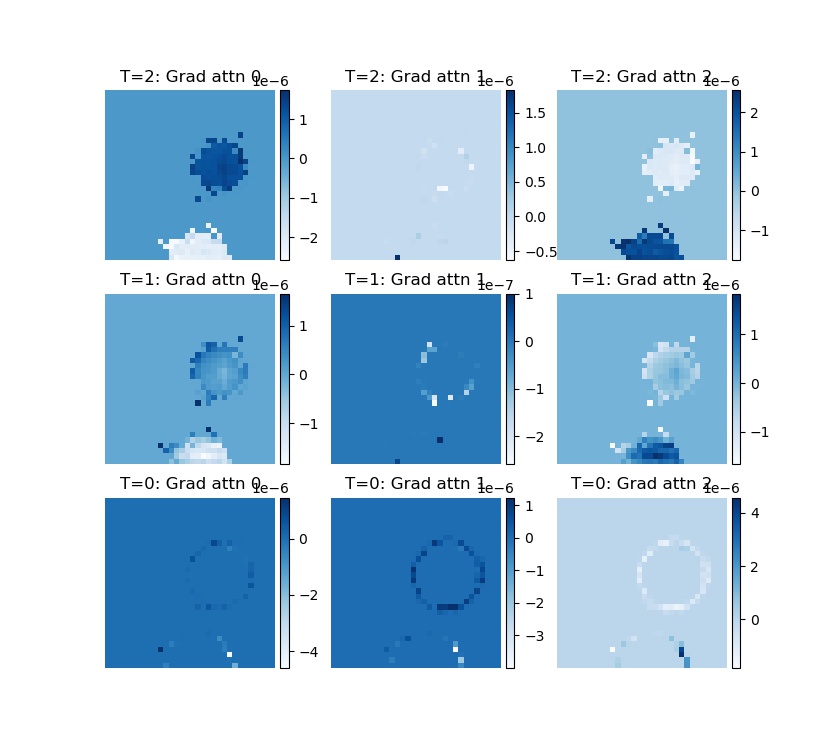 T=2: Grad attn 0
1e−6
T=2: Grad attn 1
1e−6
T=2: Grad attn 2
1e−6
1
0
−1
−2
1.5
1.0
0.5
0.0
−0.5
2
1
0
−1
T=1: Grad attn 0
1e−6
T=1: Grad attn 1
1e−7
T=1: Grad attn 2
1e−6
1
0
−1
1
0
−1
−2
1
0
−1
T=0: Grad attn 0
1e−6
T=0: Grad attn 1
1e−6
T=0: Grad attn 2
1e−6
0
−2
−4
1
0
−1
−2
−3
4
2
0